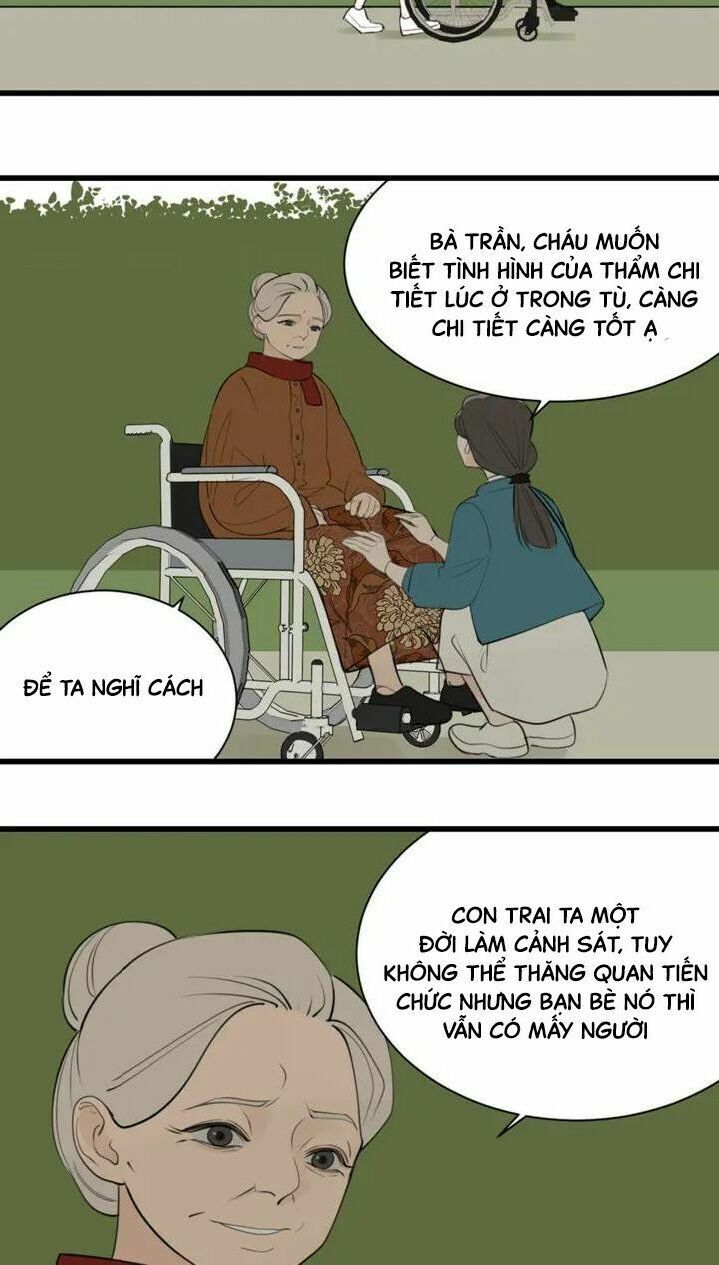 BÀ TRẦN, CHÁU MUỐN
BIẾT TÌNH HÌNH CỦA THẨM CHI
TIẾT LÚC Ở TRONG TÙ, CÀNG
CHI TIẾT CÀNG TỐT Ạ
ĐỂ TA NGHĨ CÁCH
CON TRAI TA MỘT
ĐỜI LÀM CẢNH SÁT, TUY
KHÔNG THỂ THĂNG QUAN TIẾN
CHỨC NHƯNG BẠN BÈ NÓ THÌ
VẪN CÓ MẤY NGƯỜI